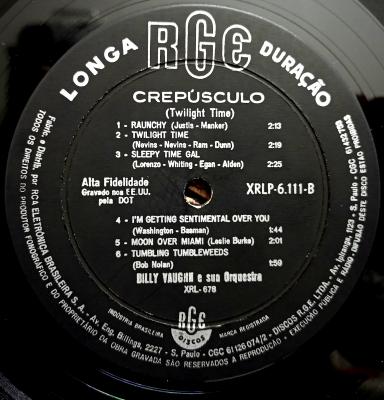 LONGA RGE DURAÇÃO
CREPÚSCULO
(Twilight Time)
1 - RAUNCHY (Justis - Manker) 2:13
2 - TWILIGHT TIME
(Nevins - Nevins - Ram - Dunn) 2:19
3 - SLEEPY TIME GAL
(Lorenzo - Whiting - Egan - Alden) 2:25
Alta Fidelidade
Gravado nos EE.UU.
pela DOT
XRLP-6.111-B
4 - I'M GETTING SENTIMENTAL OVER YOU
(Washington - Basman) 1:44
5 - MOON OVER MIAMI (Leslie Burke) 2:01
6 - TUMBLING TUMBLEWEEDS
(Bob Nolan) 1:59
BILLY VAUGHN e sua Orquestra
XRL-678
INDÚSTRIA BRASILEIRA
RGE
DISCOS
MARCA REGISTRADA
Fabric. e Distrib. por RCA ELETRÔNICA BRASILEIRA S.A. - Av. Eng. Billings, 2227 - S. Paulo - CGC 61126074/2 - DISCOS R.G.E. LTDA. - Av. Ipiranga, 1123 - S. Paulo - CGC 61432738
TODOS OS DIREITOS DO PRODUTOR FONOGRÁFICO E DO PROPRIETÁRIO DA OBRA GRAVADA SÃO RESERVADOS A REPRODUÇÃO - EXECUÇÃO PÚBLICA E RÁDIO-DIFUSÃO DESTE DISCO ESTÃO PROIBIDAS